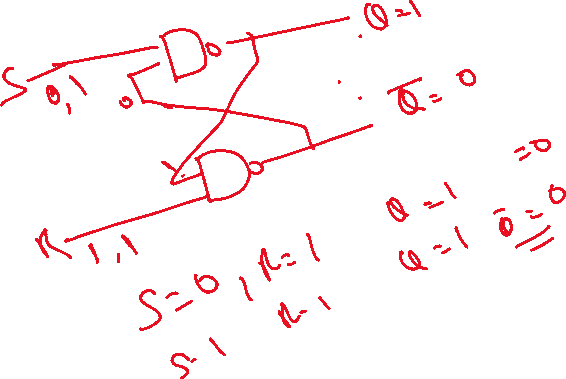 Q=1
S 0,1
0
Q̅=0
1
R 1,1
Q=1 =0
Q=1 Q̅=0
S=0, R=1
S=1 R=1